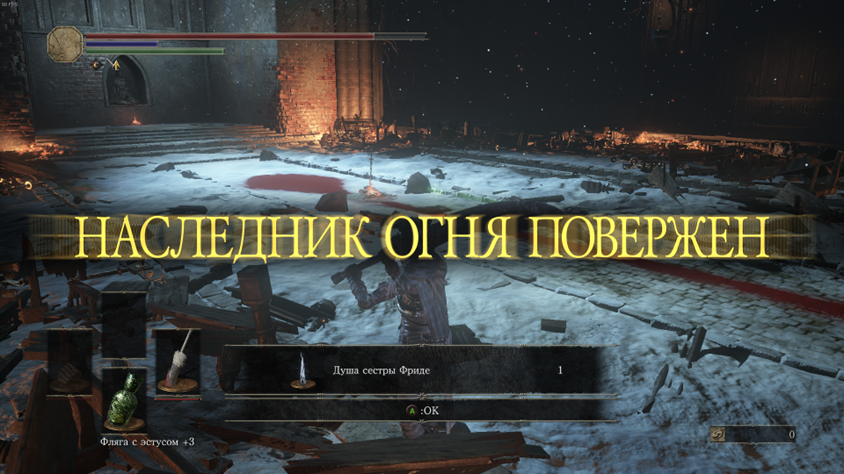 НАСЛЕДНИК ОГНЯ ПОВЕРЖЕН
Душа сестры Фриде 1
A :OK
Фляга с эстусом +3
0